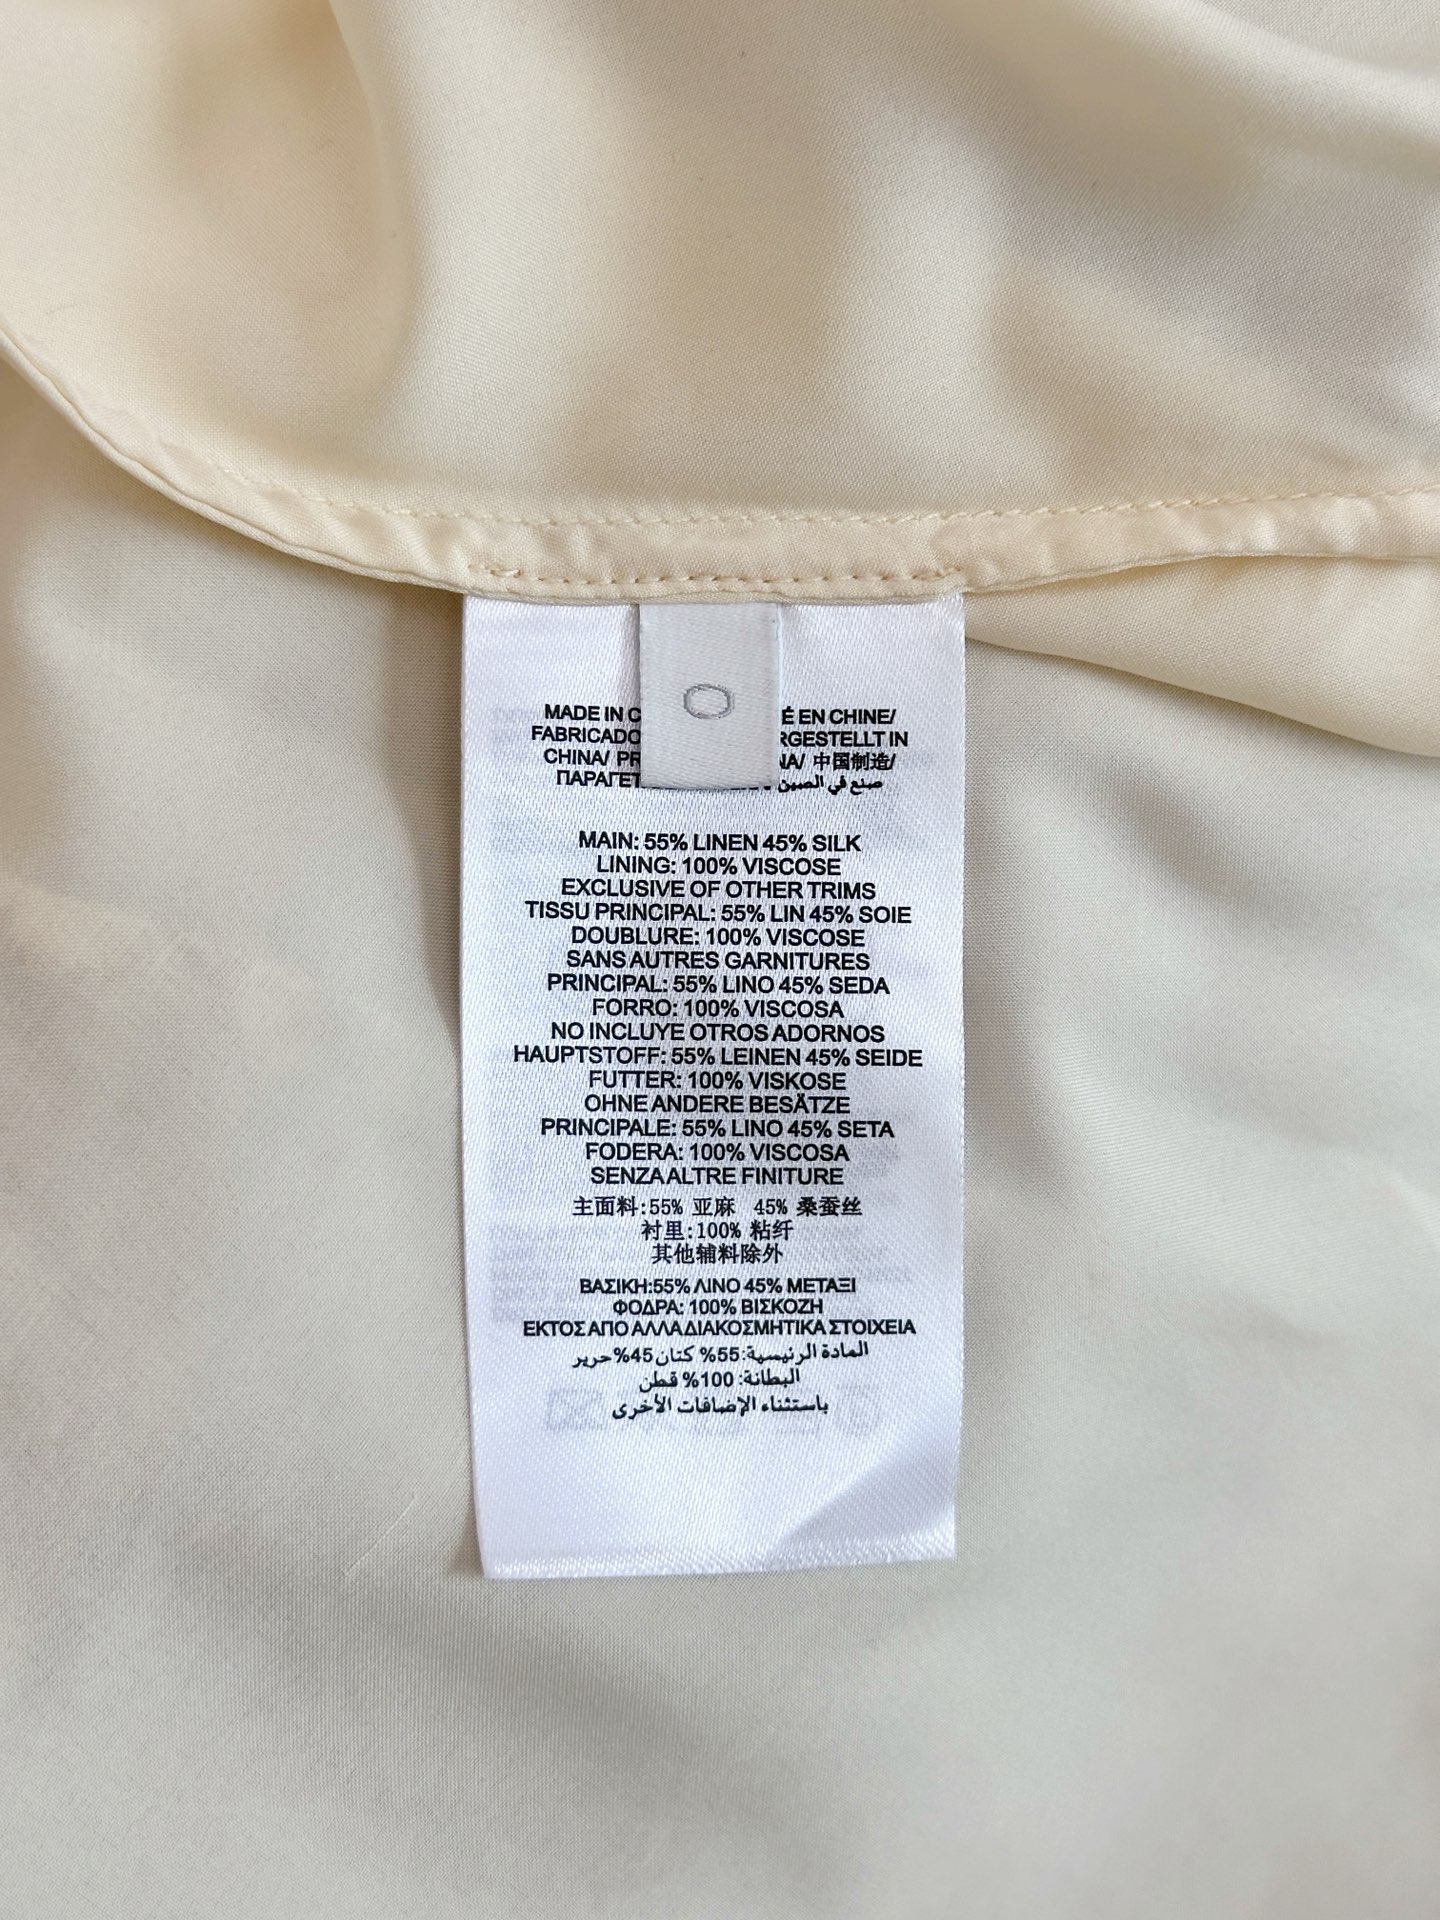 0
MADE IN É EN CHINE/
FABRICADO RGESTELLT IN
CHINA/ 中国制造/
صنع في الصين
MAIN: 55% LINEN 45% SILK
LINING: 100% VISCOSE
EXCLUSIVE OF OTHER TRIMS
TISSU PRINCIPAL: 55% LIN 45% SOIE
DOUBLURE: 100% VISCOSE
SANS AUTRES GARNITURES
PRINCIPAL: 55% LINO 45% SEDA
FORRO: 100% VISCOSA
NO INCLUYE OTROS ADORNOS
HAUPTSTOFF: 55% LEINEN 45% SEIDE
FUTTER: 100% VISKOSE
OHNE ANDERE BESÄTZE
PRINCIPALE: 55% LINO 45% SETA
FODERA: 100% VISCOSA
SENZA ALTRE FINITURE
主面料:55% 亚麻 45% 桑蚕丝
衬里:100% 粘纤
其他辅料除外
ΒΑΣΙΚΗ:55% ΛΙΝΟ 45% ΜΕΤΑΞΙ
ΦΟΔΡΑ: 100% ΒΙΣΚΟΖΗ
ΕΚΤΟΣ ΑΠΟ ΑΛΛΑ ΔΙΑΚΟΣΜΗΤΙΚΑ ΣΤΟΙΧΕΙΑ
المادة الرئيسية: 55% كتان 45% حرير
البطانة: 100% قطن
باستثناء الإضافات الأخرى